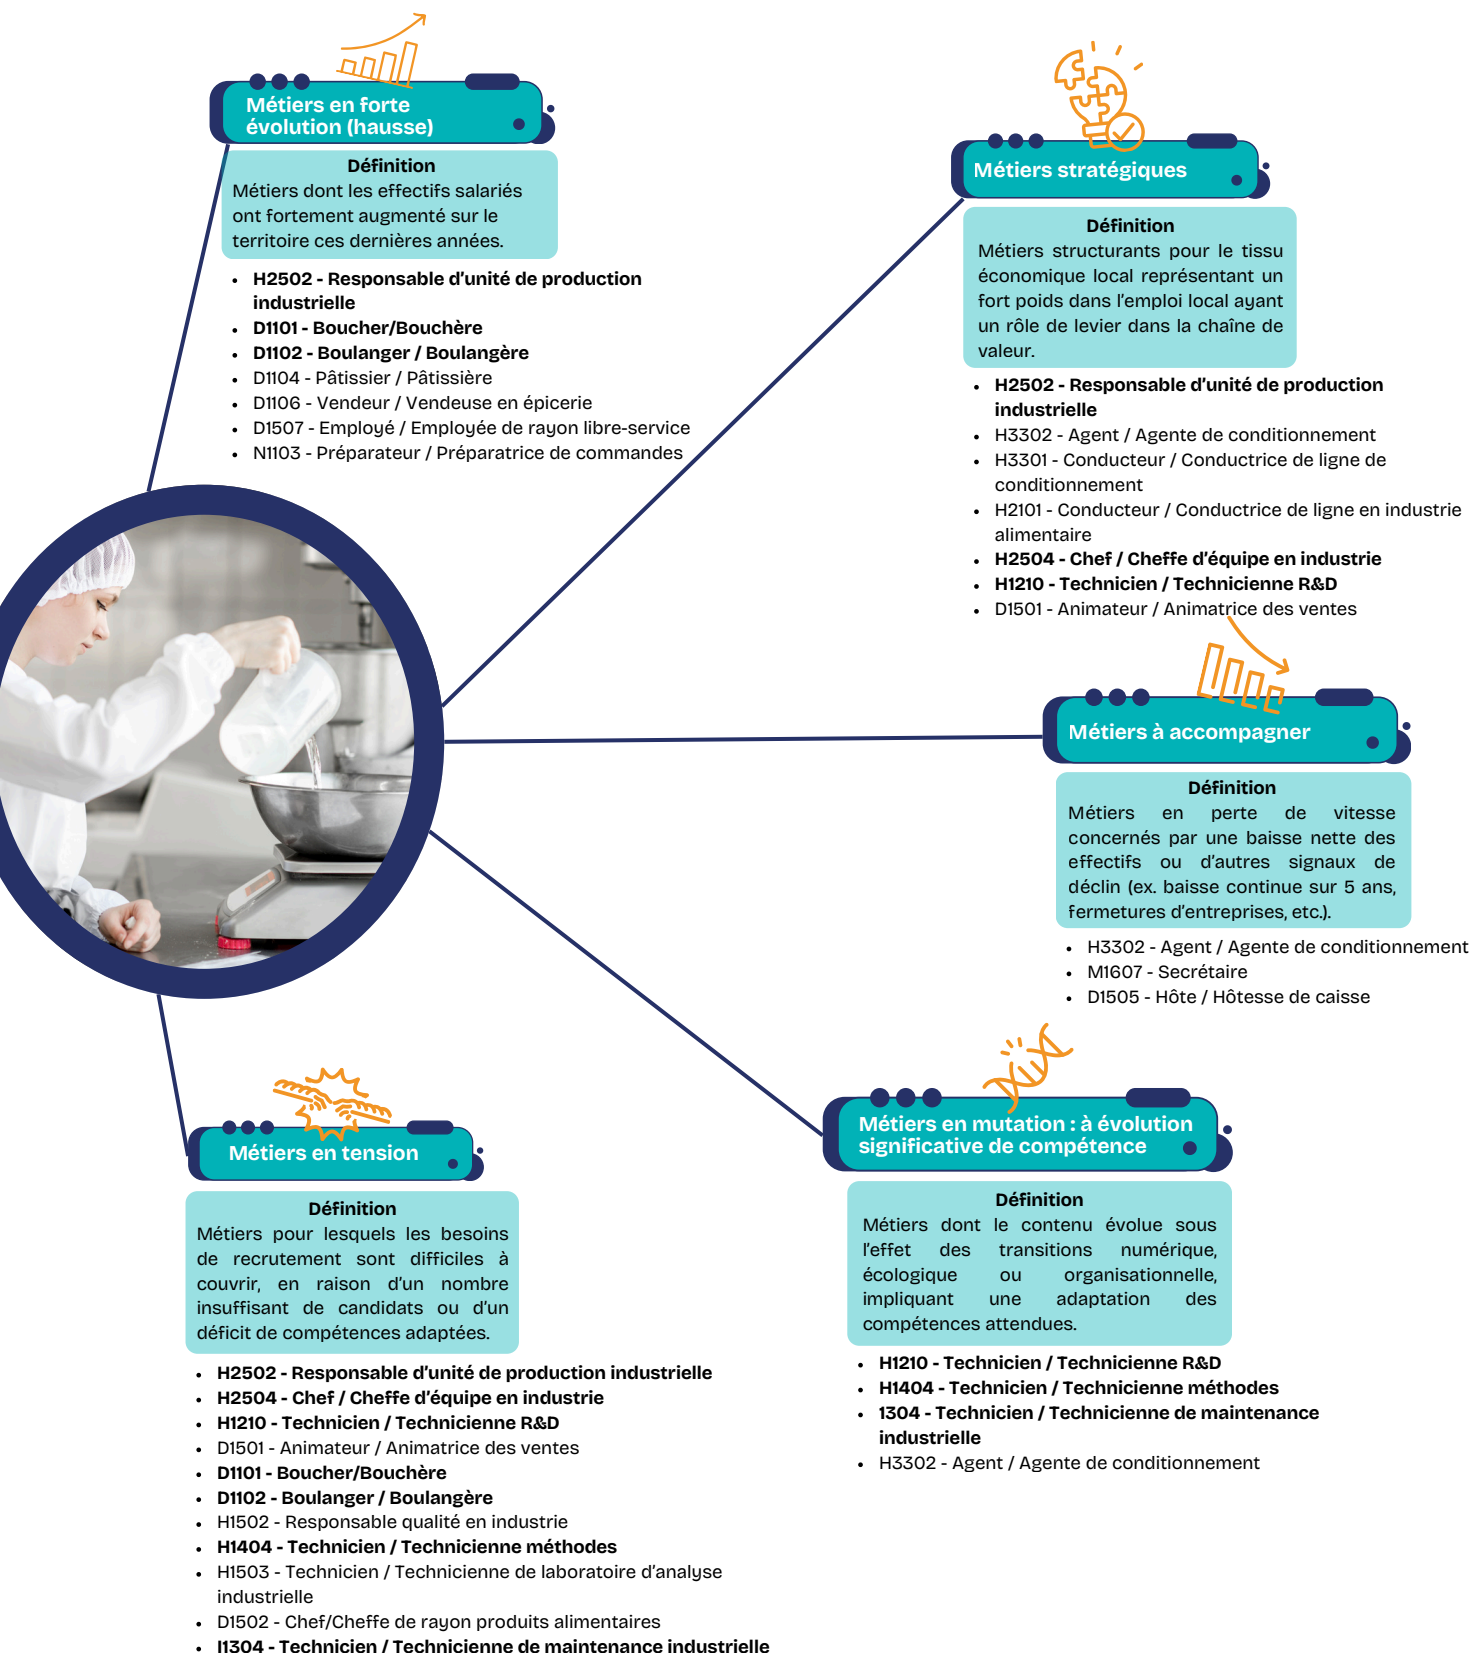 Métiers en forte
évolution (hausse)
Définition
Métiers dont les effectifs salariés
ont fortement augmenté sur le
territoire ces dernières années.
• H2502 - Responsable d'unité de production
industrielle
• D1101 - Boucher/Bouchère
• D1102 - Boulanger / Boulangère
• D1104 - Pâtissier / Pâtissière
• D1106 - Vendeur / Vendeuse en épicerie
• D1507 - Employé / Employée de rayon libre-service
• N1103 - Préparateur / Préparatrice de commandes
Métiers stratégiques
Définition
Métiers structurants pour le tissu
économique local représentant un
fort poids dans l'emploi local ayant
un rôle de levier dans la chaîne de
valeur.
• H2502 - Responsable d'unité de production
industrielle
• H3302 - Agent / Agente de conditionnement
• H3301 - Conducteur / Conductrice de ligne de
conditionnement
• H2101 - Conducteur / Conductrice de ligne en industrie
alimentaire
• H2504 - Chef / Cheffe d'équipe en industrie
• H1210 - Technicien / Technicienne R&D
• D1501 - Animateur / Animatrice des ventes
Métiers à accompagner
Définition
Métiers en perte de vitesse
concernés par une baisse nette des
effectifs ou d'autres signaux de
déclin (ex. baisse continue sur 5 ans,
fermetures d'entreprises, etc.).
• H3302 - Agent / Agente de conditionnement
• M1607 - Secrétaire
• D1505 - Hôte / Hôtesse de caisse
Métiers en mutation : à évolution
significative de compétence
Définition
Métiers dont le contenu évolue sous
l'effet des transitions numérique,
écologique ou organisationnelle,
impliquant une adaptation des
compétences attendues.
• H1210 - Technicien / Technicienne R&D
• H1404 - Technicien / Technicienne méthodes
• 1304 - Technicien / Technicienne de maintenance
industrielle
• H3302 - Agent / Agente de conditionnement
Métiers en tension
Définition
Métiers pour lesquels les besoins
de recrutement sont difficiles à
couvrir, en raison d'un nombre
insuffisant de candidats ou d'un
déficit de compétences adaptées.
• H2502 - Responsable d'unité de production industrielle
• H2504 - Chef / Cheffe d'équipe en industrie
• H1210 - Technicien / Technicienne R&D
• D1501 - Animateur / Animatrice des ventes
• D1101 - Boucher/Bouchère
• D1102 - Boulanger / Boulangère
• H1502 - Responsable qualité en industrie
• H1404 - Technicien / Technicienne méthodes
• H1503 - Technicien / Technicienne de laboratoire d'analyse
industrielle
• D1502 - Chef/Cheffe de rayon produits alimentaires
• I1304 - Technicien / Technicienne de maintenance industrielle